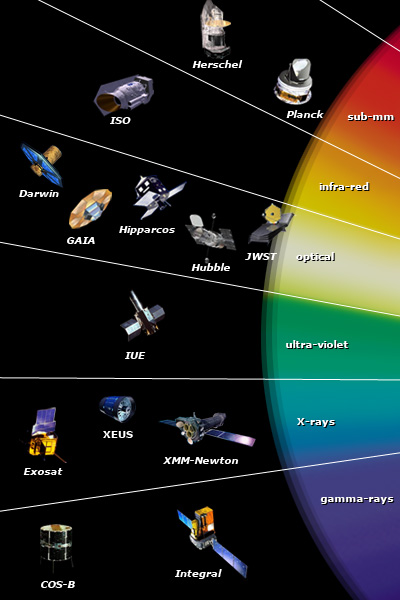 Herschel
Planck
sub-mm
ISO
infra-red
Darwin
GAIA
Hipparcos
Hubble
JWST
optical
IUE
ultra-violet
Exosat
XEUS
XMM-Newton
X-rays
gamma-rays
COS-B
Integral